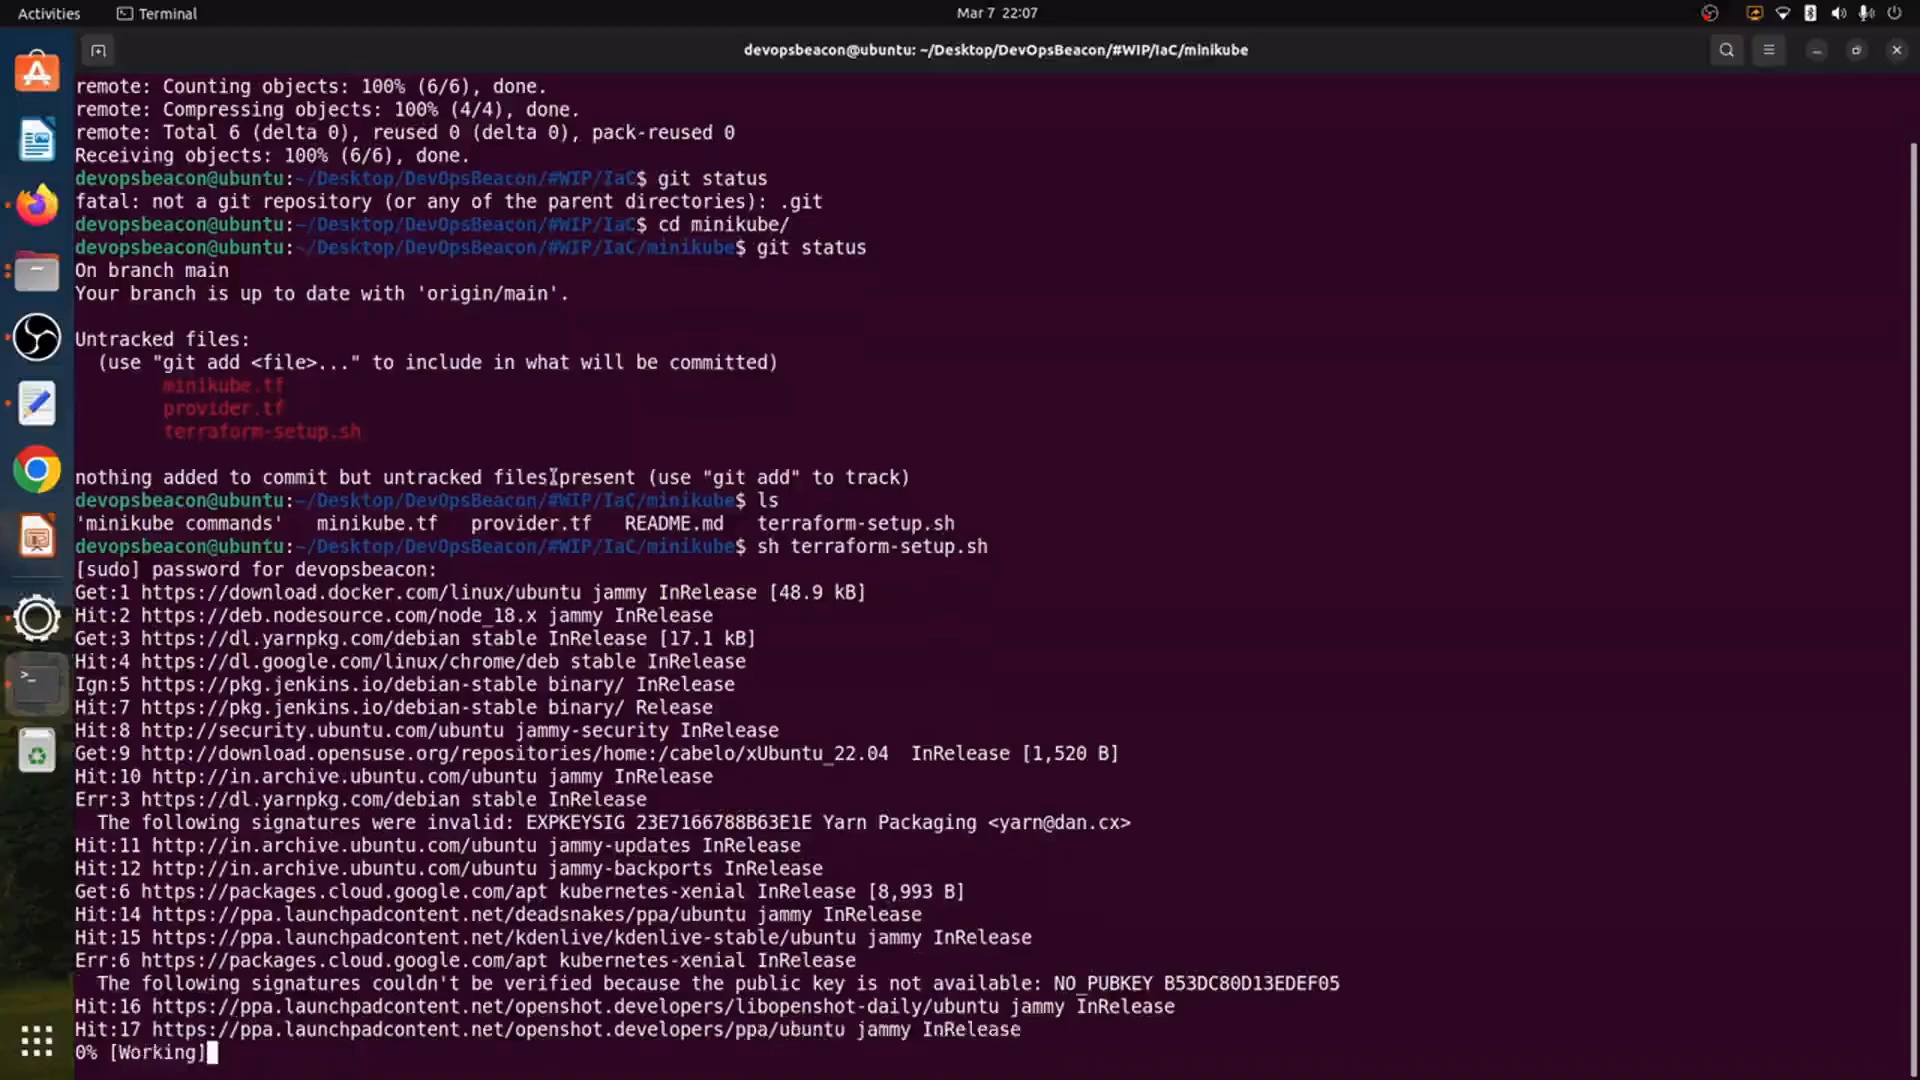 Activities
Terminal
Mar 7 22:07
devopsbeacon@ubuntu: ~/Desktop/DevOpsBeacon/#WIP/IaC/minikube
remote: Counting objects: 100% (6/6), done.
remote: Compressing objects: 100% (4/4), done.
remote: Total 6 (delta 0), reused 0 (delta 0), pack-reused 0
Receiving objects: 100% (6/6), done.
devopsbeacon@ubuntu:~/Desktop/DevOpsBeacon/#WIP/IaC$ git status
fatal: not a git repository (or any of the parent directories): .git
devopsbeacon@ubuntu:~/Desktop/DevOpsBeacon/#WIP/IaC$ cd minikube/
devopsbeacon@ubuntu:~/Desktop/DevOpsBeacon/#WIP/IaC/minikube$ git status
On branch main
Your branch is up to date with 'origin/main'.
Untracked files:
(use "git add <file>..." to include in what will be committed)
minikube.tf
provider.tf
terraform-setup.sh
nothing added to commit but untracked files present (use "git add" to track)
devopsbeacon@ubuntu:~/Desktop/DevOpsBeacon/#WIP/IaC/minikube$ ls
'minikube commands' minikube.tf provider.tf README.md terraform-setup.sh
devopsbeacon@ubuntu:~/Desktop/DevOpsBeacon/#WIP/IaC/minikube$ sh terraform-setup.sh
[sudo] password for devopsbeacon:
Get:1 https://download.docker.com/linux/ubuntu jammy InRelease [48.9 kB]
Hit:2 https://deb.nodesource.com/node_18.x jammy InRelease
Get:3 https://dl.yarnpkg.com/debian stable InRelease [17.1 kB]
Hit:4 https://dl.google.com/linux/chrome/deb stable InRelease
Ign:5 https://pkg.jenkins.io/debian-stable binary/ InRelease
Hit:7 https://pkg.jenkins.io/debian-stable binary/ Release
Hit:8 http://security.ubuntu.com/ubuntu jammy-security InRelease
Get:9 http://download.opensuse.org/repositories/home:/cabelo/xUbuntu_22.04 InRelease [1,520 B]
Hit:10 http://in.archive.ubuntu.com/ubuntu jammy InRelease
Err:3 https://dl.yarnpkg.com/debian stable InRelease
The following signatures were invalid: EXPKEYSIG 23E7166788B63E1E Yarn Packaging <yarn@dan.cx>
Hit:11 http://in.archive.ubuntu.com/ubuntu jammy-updates InRelease
Hit:12 http://in.archive.ubuntu.com/ubuntu jammy-backports InRelease
Get:6 https://packages.cloud.google.com/apt kubernetes-xenial InRelease [8,993 B]
Hit:14 https://ppa.launchpadcontent.net/deadsnakes/ppa/ubuntu jammy InRelease
Hit:15 https://ppa.launchpadcontent.net/kdenlive/kdenlive-stable/ubuntu jammy InRelease
Err:6 https://packages.cloud.google.com/apt kubernetes-xenial InRelease
The following signatures couldn't be verified because the public key is not available: NO_PUBKEY B53DC80D13EDEF05
Hit:16 https://ppa.launchpadcontent.net/openshot.developers/libopenshot-daily/ubuntu jammy InRelease
Hit:17 https://ppa.launchpadcontent.net/openshot.developers/ppa/ubuntu jammy InRelease
0% [Working]